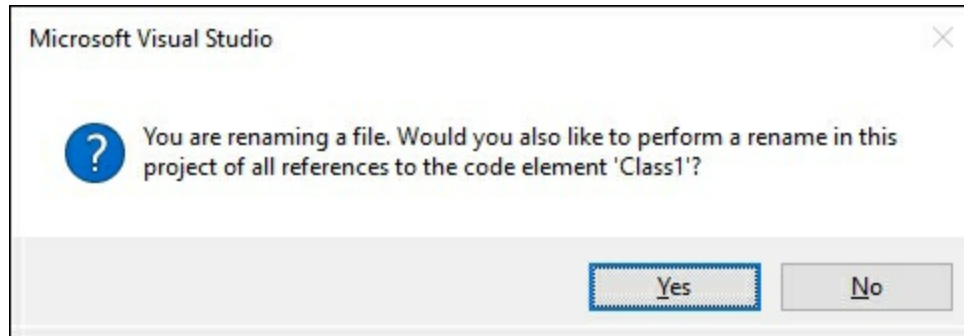 Microsoft Visual Studio
?
You are renaming a file. Would you also like to perform a rename in this
project of all references to the code element 'Class1'?
Yes
No